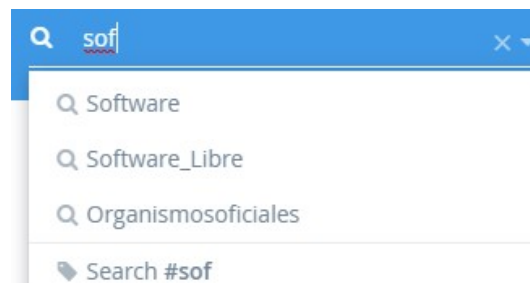 sof
Software
Software_Libre
Organismosoficiales
Search #sof